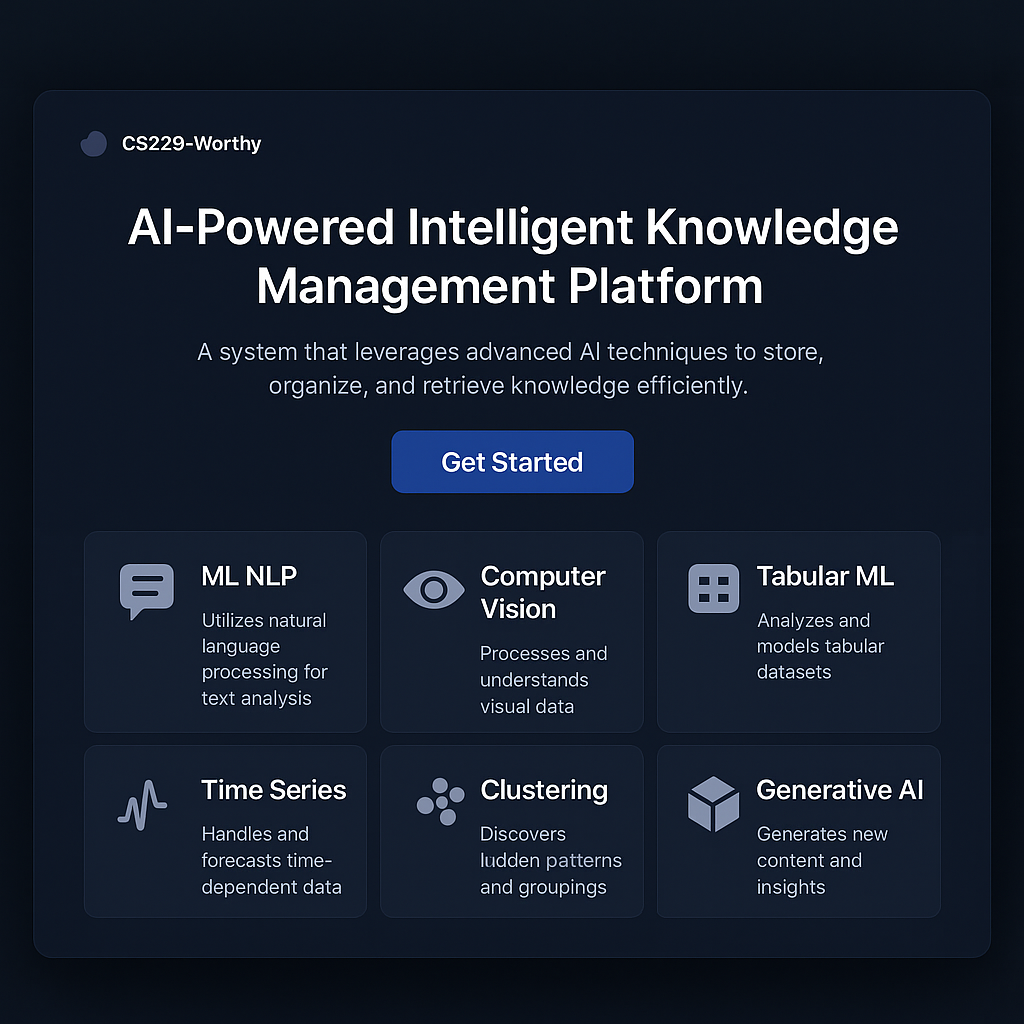 CS229-Worthy
AI-Powered Intelligent Knowledge
Management Platform
A system that leverages advanced AI techniques to store,
organize, and retrieve knowledge efficiently.
Get Started
ML NLP
Utilizes natural
language
processing for
text analysis
Computer
Vision
Processes and
understands
visual data
Tabular ML
Analyzes and
models tabular
datasets
Time Series
Handles and
forecasts time-
dependent data
Clustering
Discovers
ludden patterns
and groupings
Generative AI
Generates new
content and
insights